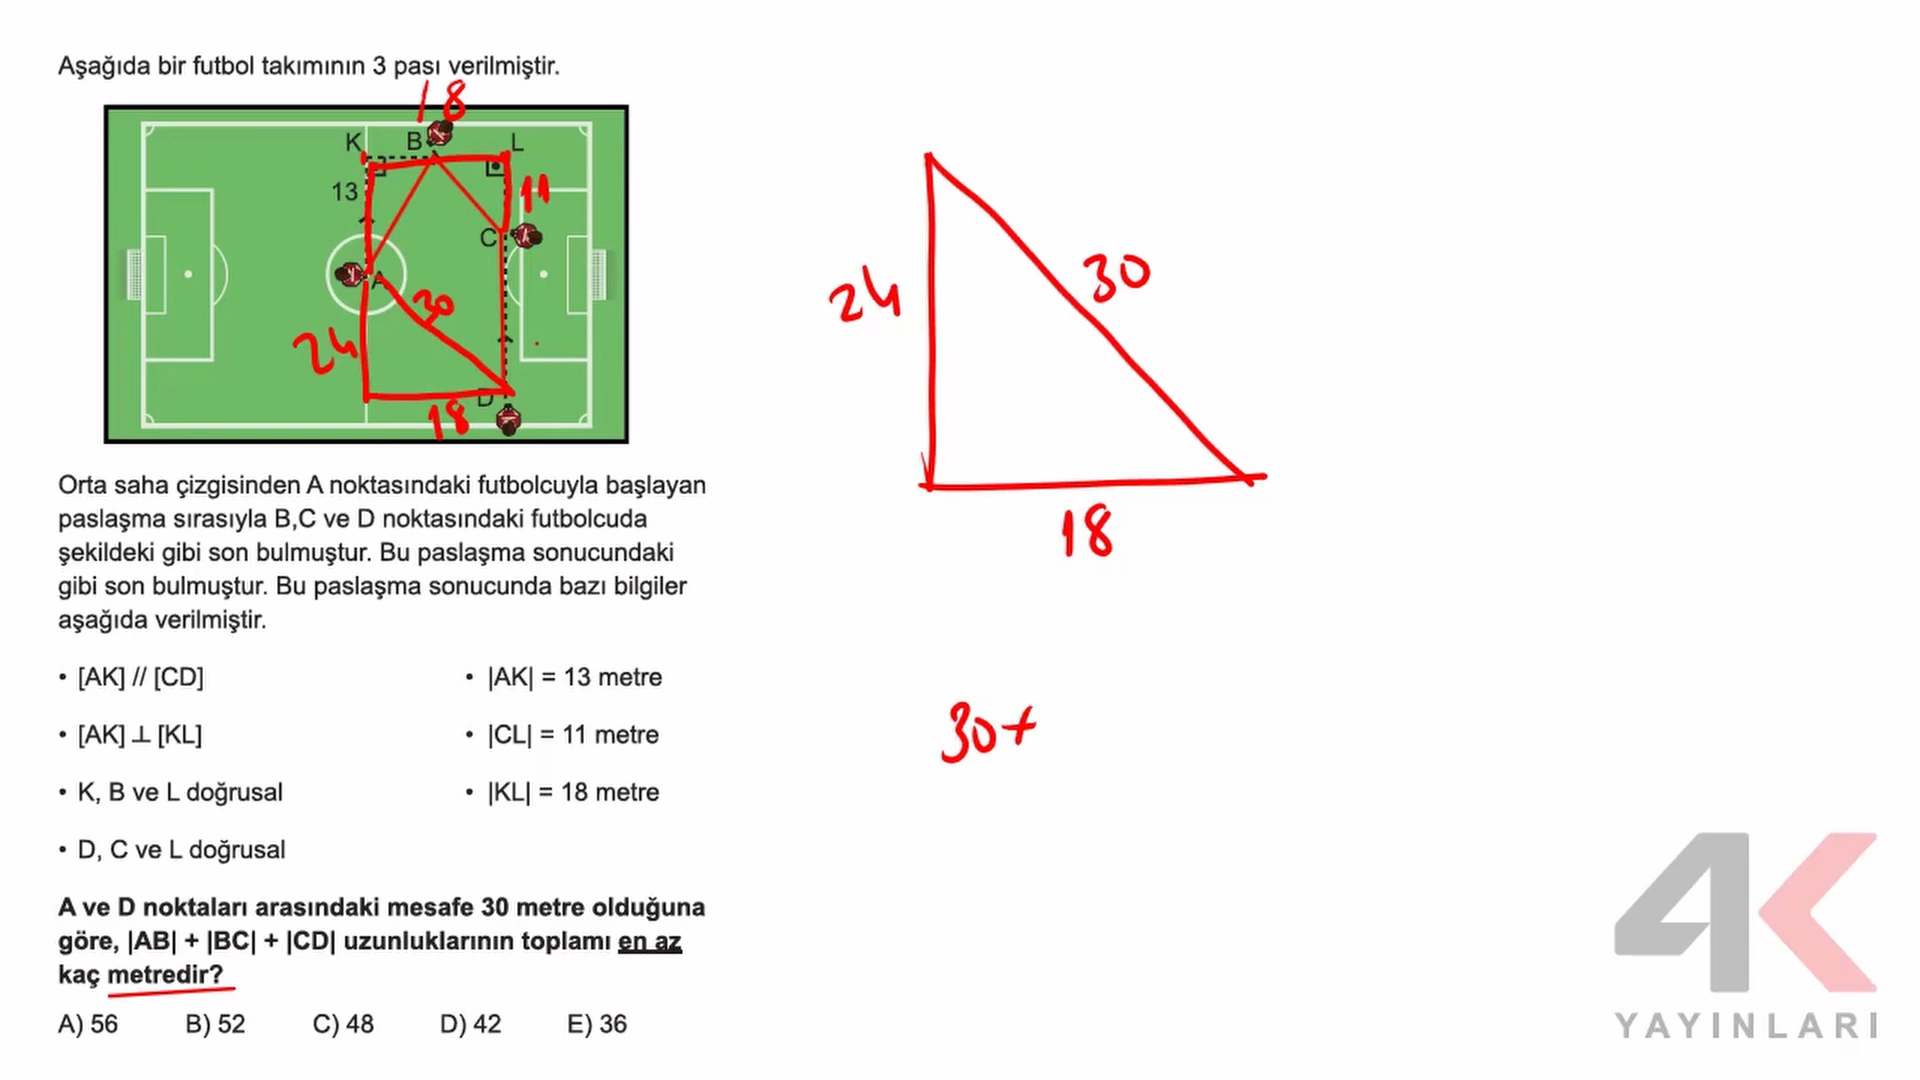 Aşağıda bir futbol takımının 3 pası verilmiştir.
18
K B L
13
11
C
A
30
24
D
18
Orta saha çizgisinden A noktasındaki futbolcuyla başlayan
paslaşma sırasıyla B,C ve D noktasındaki futbolcuda
şekildeki gibi son bulmuştur. Bu paslaşma sonucundaki
gibi son bulmuştur. Bu paslaşma sonucunda bazı bilgiler
aşağıda verilmiştir.
• [AK] // [CD]
• |AK| = 13 metre
• [AK] ⊥ [KL]
• |CL| = 11 metre
• K, B ve L doğrusal
• |KL| = 18 metre
• D, C ve L doğrusal
A ve D noktaları arasındaki mesafe 30 metre olduğuna
göre, |AB| + |BC| + |CD| uzunluklarının toplamı en az
kaç metredir?
A) 56 B) 52 C) 48 D) 42 E) 36
24
30
18
30+
4K
YAYINLARI